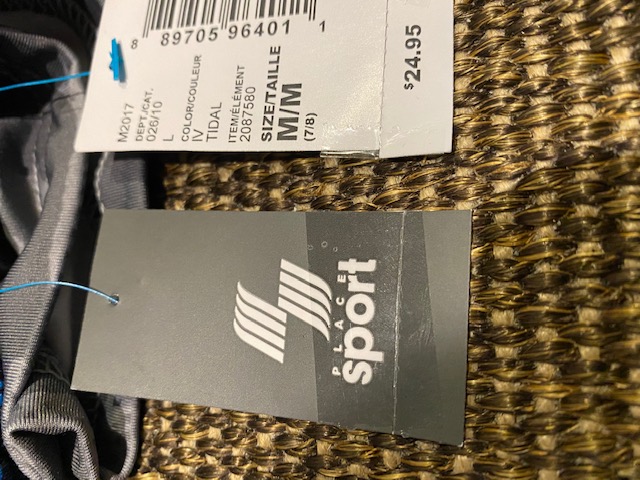 8 89705 96401 1
M2017
DEPT./CAT.
026/10
L
COLOR/COULEUR
IV
TIDAL
ITEM/ÉLÉMENT
2087580
SIZE/TAILLE
M/M
(7/8)
$24.95
PLACE
sport